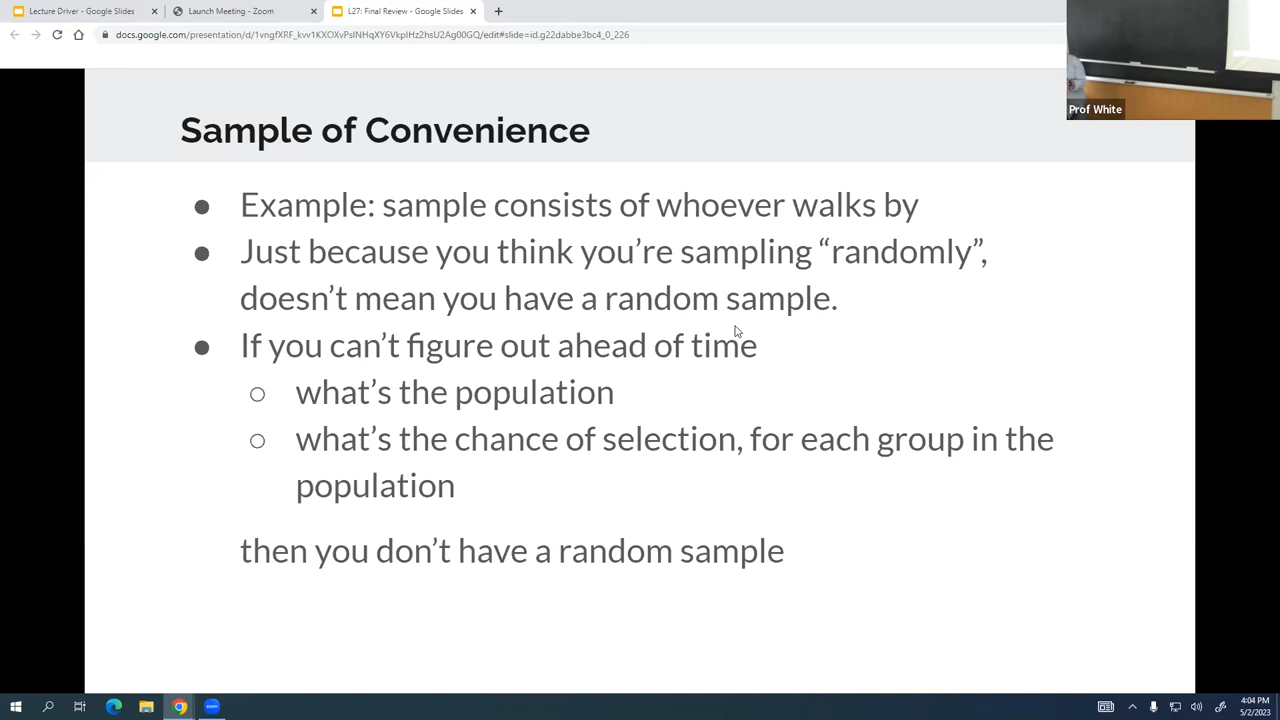 Lecture Driver - Google Slides
Launch Meeting - Zoom
L27: Final Review - Google Slides
docs.google.com/presentation/d/1vngfXRF_kvv1KXOXvPslNHqXY6VkpIHz2hsU2Ag00GQ/edit#slide=id.g22dabbe3bc4_0_226
Prof White
Sample of Convenience
● Example: sample consists of whoever walks by
● Just because you think you’re sampling “randomly”,
doesn’t mean you have a random sample.
● If you can’t figure out ahead of time
○ what’s the population
○ what’s the chance of selection, for each group in the
population
then you don’t have a random sample
4:04 PM
5/2/2023